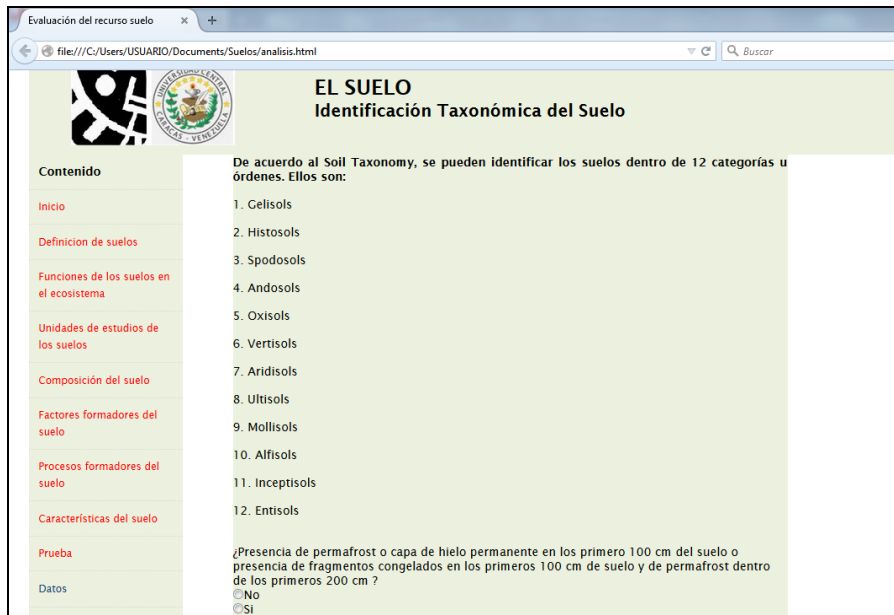 Evaluación del recurso suelo
file:///C:/Users/USUARIO/Documents/Suelos/analisis.html
Buscar
UNIVERSIDAD CENTRAL
CARACAS - VENEZUELA
EL SUELO
Identificación Taxonómica del Suelo
Contenido
Inicio
Definicion de suelos
Funciones de los suelos en
el ecosistema
Unidades de estudios de
los suelos
Composición del suelo
Factores formadores del
suelo
Procesos formadores del
suelo
Características del suelo
Prueba
Datos
De acuerdo al Soil Taxonomy, se pueden identificar los suelos dentro de 12 categorías u
órdenes. Ellos son:
1. Gelisols
2. Histosols
3. Spodosols
4. Andosols
5. Oxisols
6. Vertisols
7. Aridisols
8. Ultisols
9. Mollisols
10. Alfisols
11. Inceptisols
12. Entisols
¿Presencia de permafrost o capa de hielo permanente en los primero 100 cm del suelo o
presencia de fragmentos congelados en los primeros 100 cm de suelo y de permafrost dentro
de los primeros 200 cm ?
No
Si